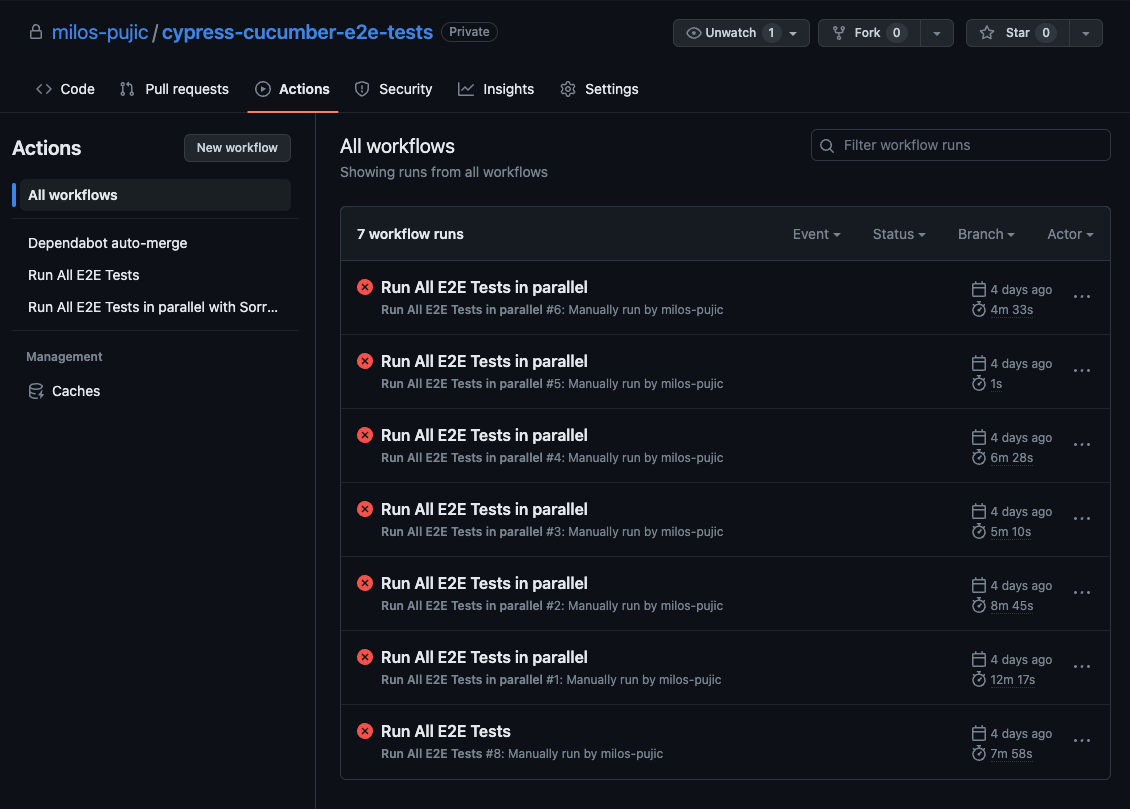 milos-pujic / cypress-cucumber-e2e-tests Private
Unwatch 1 Fork 0 Star 0
Code Pull requests Actions Security Insights Settings
Actions
New workflow
All workflows
Dependabot auto-merge
Run All E2E Tests
Run All E2E Tests in parallel with Sorr...
Management
Caches
All workflows
Showing runs from all workflows
Filter workflow runs
7 workflow runs
Event Status Branch Actor
Run All E2E Tests in parallel
Run All E2E Tests in parallel #6: Manually run by milos-pujic
4 days ago
4m 33s
Run All E2E Tests in parallel
Run All E2E Tests in parallel #5: Manually run by milos-pujic
4 days ago
1s
Run All E2E Tests in parallel
Run All E2E Tests in parallel #4: Manually run by milos-pujic
4 days ago
6m 28s
Run All E2E Tests in parallel
Run All E2E Tests in parallel #3: Manually run by milos-pujic
4 days ago
5m 10s
Run All E2E Tests in parallel
Run All E2E Tests in parallel #2: Manually run by milos-pujic
4 days ago
8m 45s
Run All E2E Tests in parallel
Run All E2E Tests in parallel #1: Manually run by milos-pujic
4 days ago
12m 17s
Run All E2E Tests
Run All E2E Tests #8: Manually run by milos-pujic
4 days ago
7m 58s